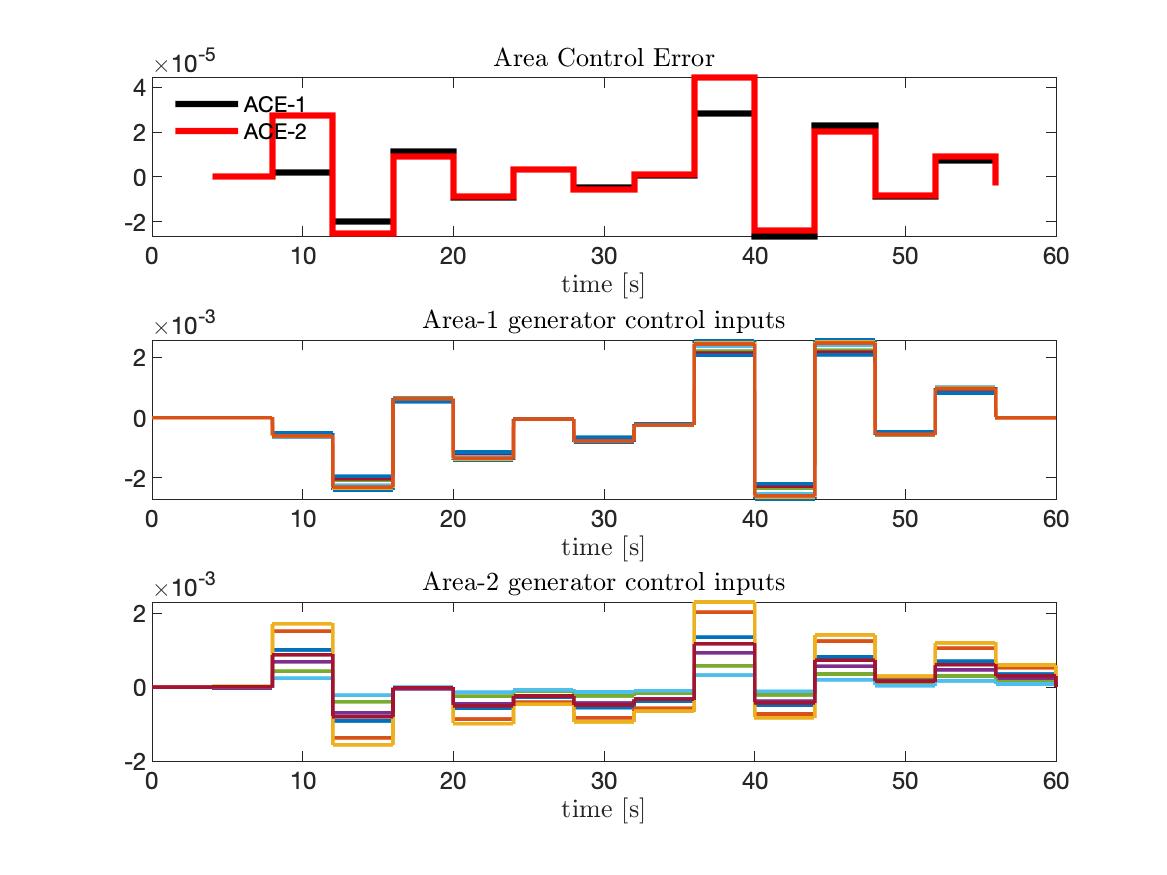 Area Control Error
×10-5
4
2
0
-2
ACE-1
ACE-2
0 10 20 30 40 50 60
time [s]
Area-1 generator control inputs
×10-3
2
0
-2
0 10 20 30 40 50 60
time [s]
Area-2 generator control inputs
×10-3
2
0
-2
0 10 20 30 40 50 60
time [s]